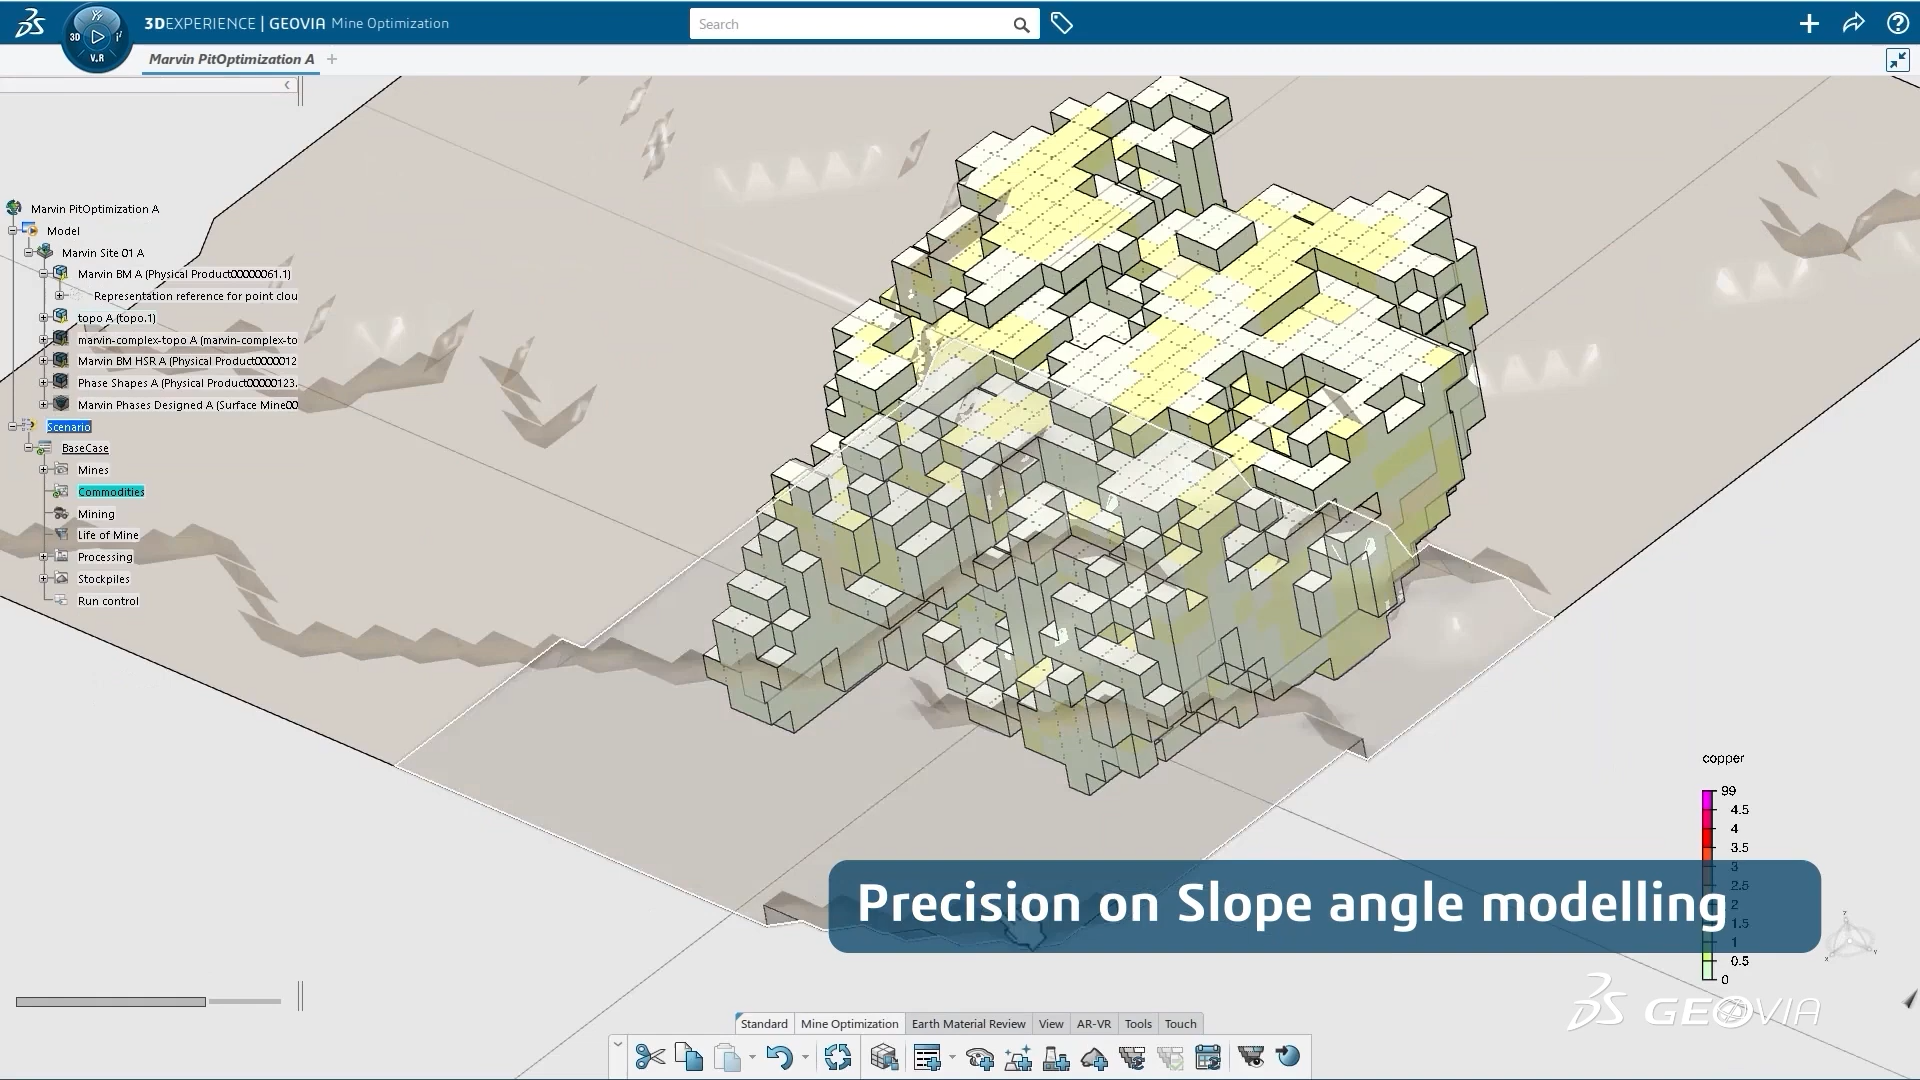 3DEXPERIENCE | GEOVIA Mine Optimization
Search
3D
V.R
Marvin PitOptimization A
Marvin PitOptimization A
Model
Marvin Site 01 A
Marvin BM A (Physical Product00000061.1)
Representation reference for point clou
topo A (topo.1)
marvin-complex-topo A (marvin-complex-to
Marvin BM HSR A (Physical Product0000012
Phase Shapes A (Physical Product00000123.
Marvin Phases Designed A (Surface Mine00
Scenario
BaseCase
Mines
Commodities
Mining
Life of Mine
Processing
Stockpiles
Run control
copper
99
4.5
4
3.5
3
2.5
2
1.5
1
0.5
0
Precision on Slope angle modelling
GEOVIA
Standard
Mine Optimization
Earth Material Review
View
AR-VR
Tools
Touch